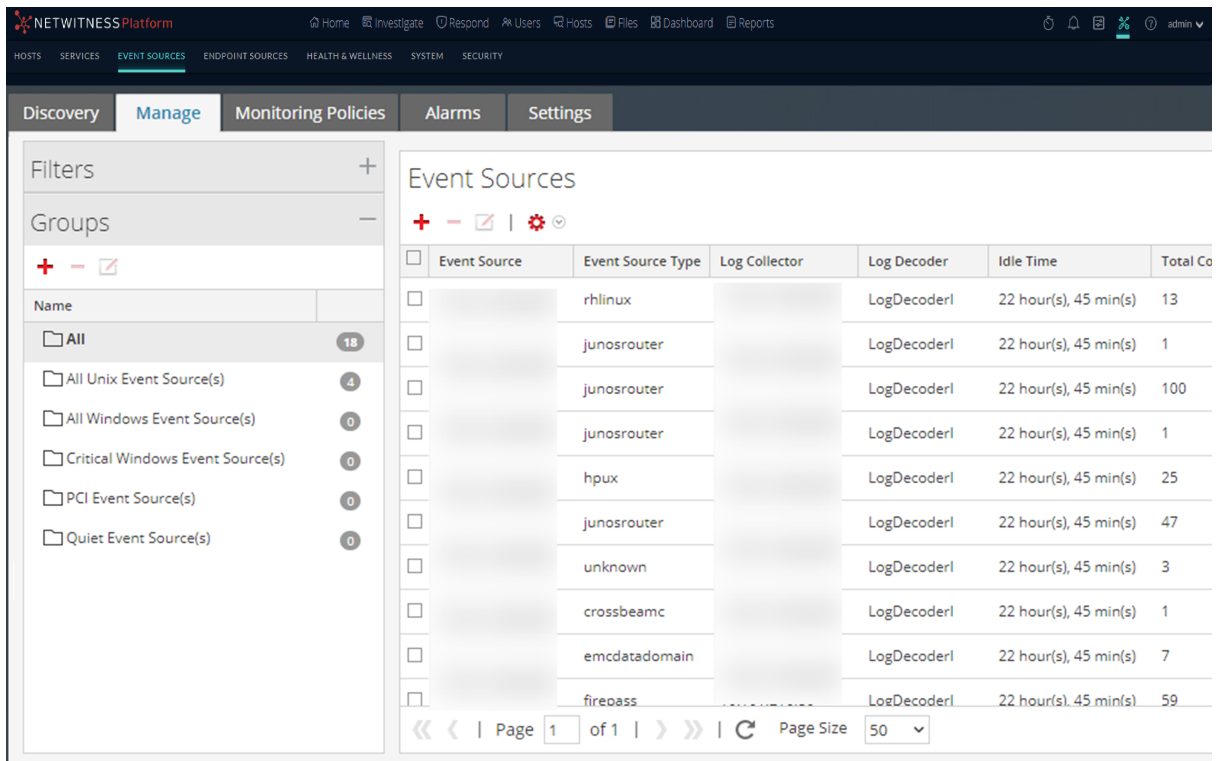 NETWITNESS Platform
Home Investigate Respond Users Hosts Files Dashboard Reports admin
HOSTS SERVICES EVENT SOURCES ENDPOINT SOURCES HEALTH & WELLNESS SYSTEM SECURITY
Discovery Manage Monitoring Policies Alarms Settings
Filters
Groups
Name
All 18
All Unix Event Source(s) 4
All Windows Event Source(s) 0
Critical Windows Event Source(s) 0
PCI Event Source(s) 0
Quiet Event Source(s) 0
Event Sources
Event Source Event Source Type Log Collector Log Decoder Idle Time Total Co
rhlinux LogDecoderl 22 hour(s), 45 min(s) 13
junosrouter LogDecoderl 22 hour(s), 45 min(s) 1
junosrouter LogDecoderl 22 hour(s), 45 min(s) 100
junosrouter LogDecoderl 22 hour(s), 45 min(s) 1
hpux LogDecoderl 22 hour(s), 45 min(s) 25
junosrouter LogDecoderl 22 hour(s), 45 min(s) 47
unknown LogDecoderl 22 hour(s), 45 min(s) 3
crossbeamc LogDecoderl 22 hour(s), 45 min(s) 1
emcdatadomain LogDecoderl 22 hour(s), 45 min(s) 7
firepass LogDecoderl 22 hour(s), 45 min(s) 59
Page 1 of 1 Page Size 50